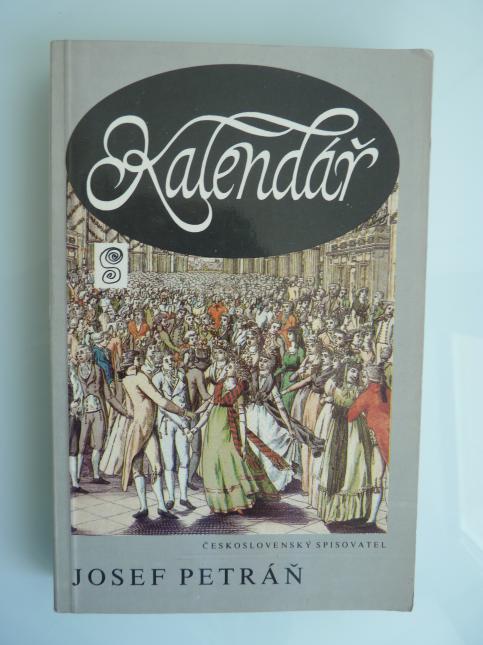 Kalendář
ČESKOSLOVENSKÝ SPISOVATEL
JOSEF PETRÁŇ